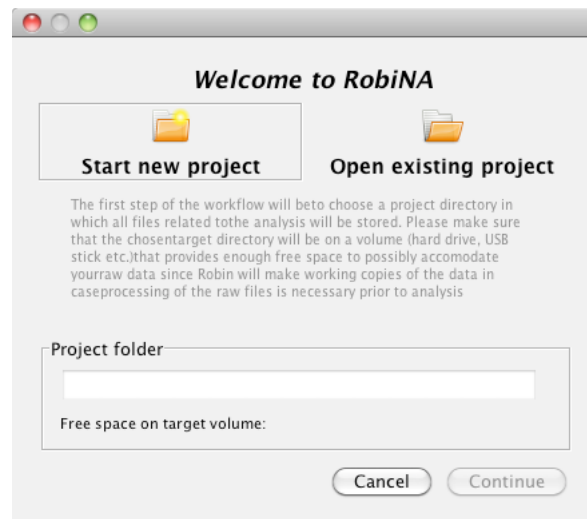 Welcome to RobiNA
Start new project
Open existing project
The first step of the workflow will beto choose a project directory in
which all files related tothe analysis will be stored. Please make sure
that the chosentarget directory will be on a volume (hard drive, USB
stick etc.)that provides enough free space to possibly accomodate
yourraw data since Robin will make working copies of the data in
caseprocessing of the raw files is necessary prior to analysis
Project folder
Free space on target volume:
Cancel
Continue